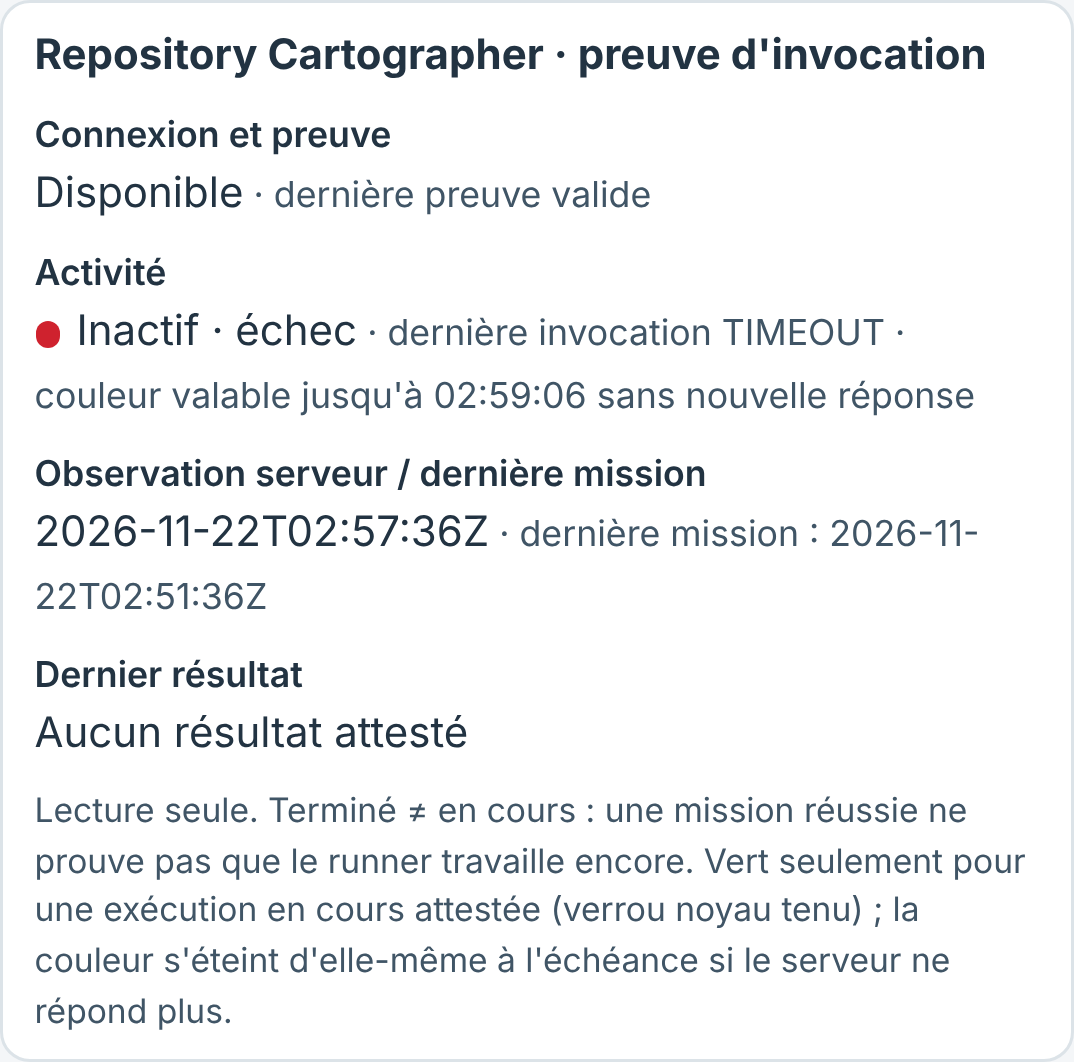 Repository Cartographer · preuve d'invocation
Connexion et preuve
Disponible · dernière preuve valide
Activité
Inactif · échec · dernière invocation TIMEOUT ·
couleur valable jusqu'à 02:59:06 sans nouvelle réponse
Observation serveur / dernière mission
2026-11-22T02:57:36Z · dernière mission : 2026-11-
22T02:51:36Z
Dernier résultat
Aucun résultat attesté
Lecture seule. Terminé ≠ en cours : une mission réussie ne
prouve pas que le runner travaille encore. Vert seulement pour
une exécution en cours attestée (verrou noyau tenu) ; la
couleur s'éteint d'elle-même à l'échéance si le serveur ne
répond plus.